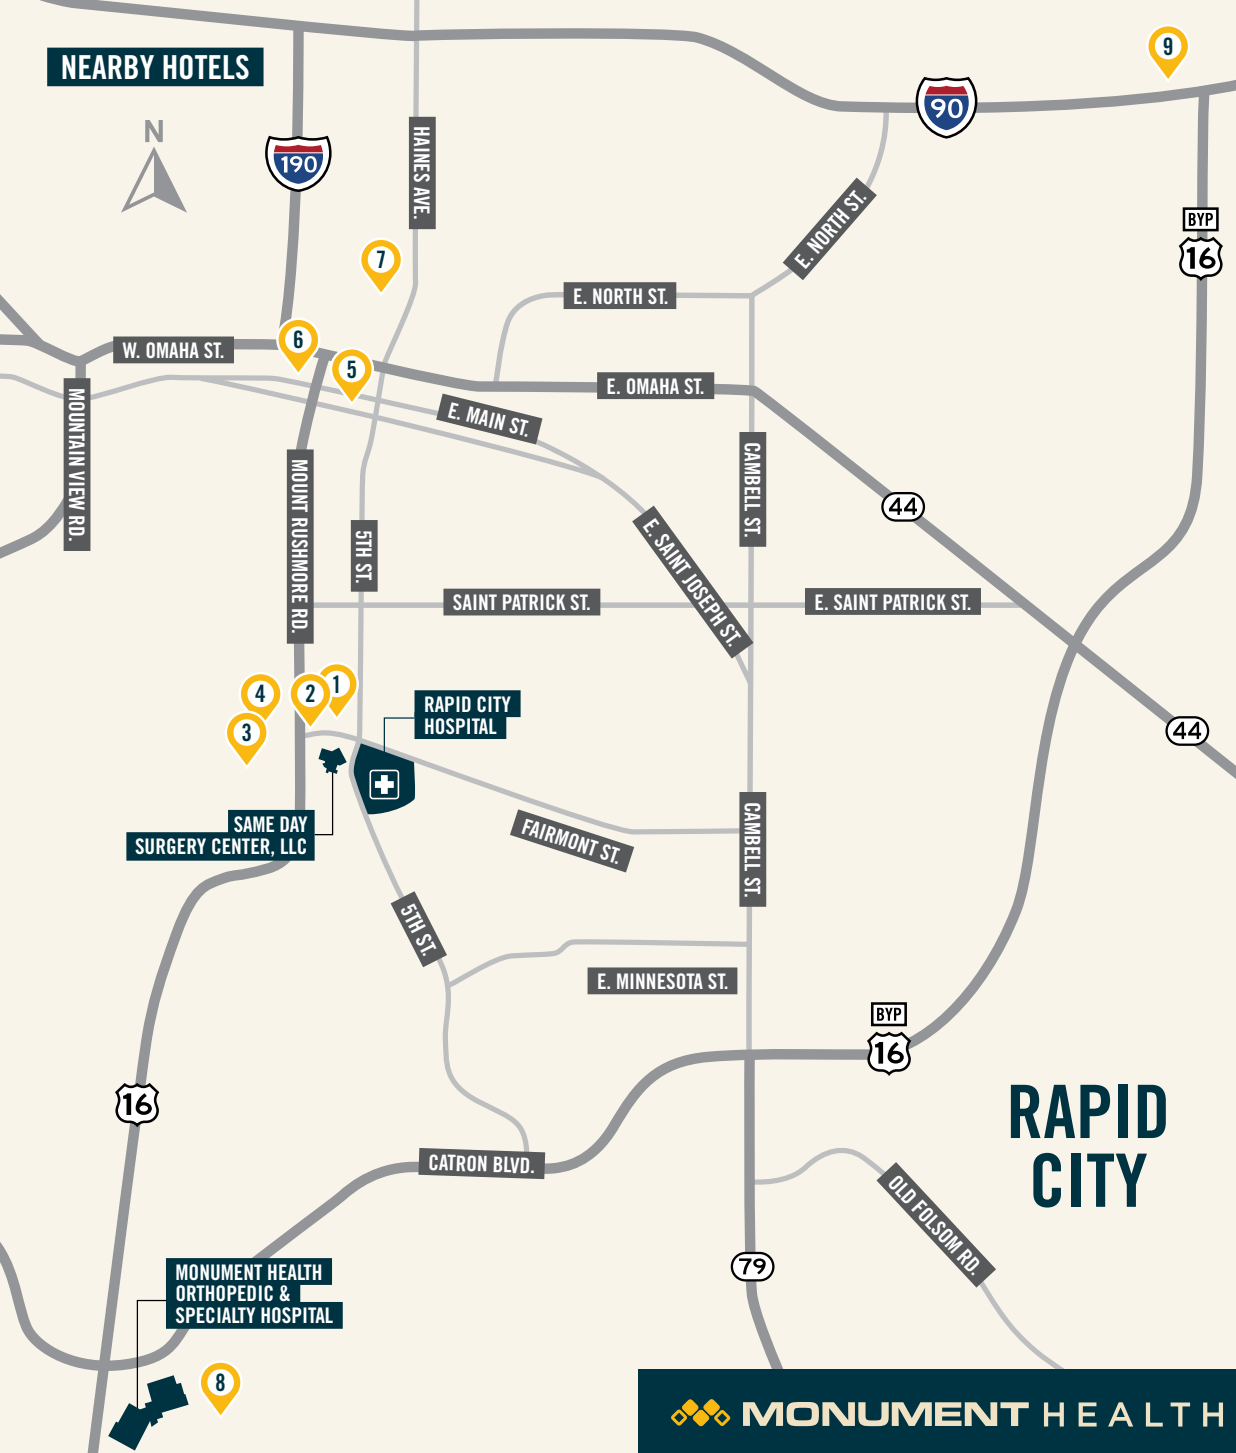 NEARBY HOTELS
9
90
N
190
HAINES AVE.
E. NORTH ST.
BYP
16
7
E. NORTH ST.
6
W. OMAHA ST.
5
E. OMAHA ST.
MOUNTAIN VIEW RD.
E. MAIN ST.
CAMBELL ST.
MOUNT RUSHMORE RD.
44
5TH ST.
E. SAINT JOSEPH ST.
SAINT PATRICK ST.
E. SAINT PATRICK ST.
4
2
1
3
RAPID CITY
HOSPITAL
44
SAME DAY
SURGERY CENTER, LLC
FAIRMONT ST.
CAMBELL ST.
5TH ST.
E. MINNESOTA ST.
BYP
16
16
RAPID
CITY
CATRON BLVD.
OLD FOLSOM RD.
79
MONUMENT HEALTH
ORTHOPEDIC &
SPECIALTY HOSPITAL
8
MONUMENT HEALTH